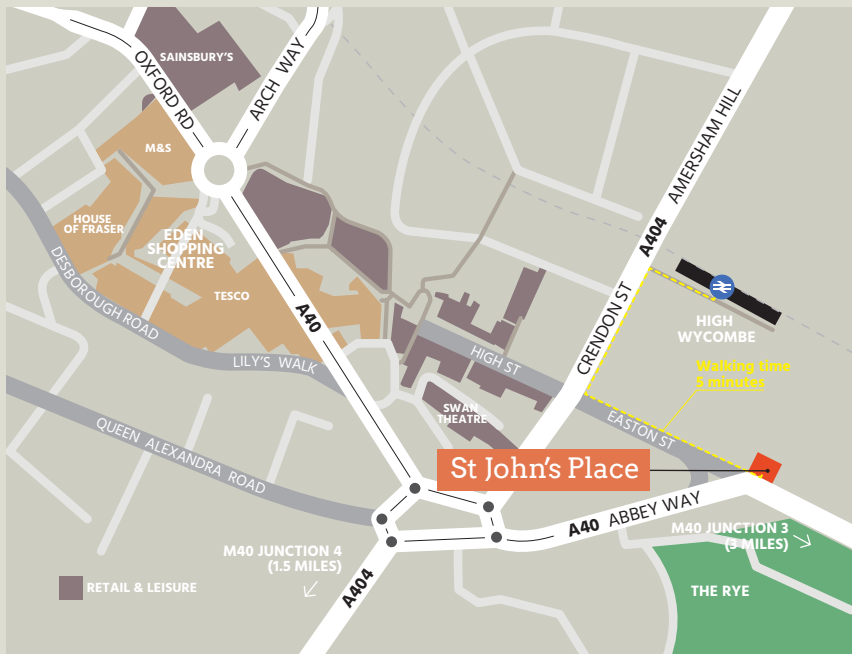 SAINSBURY'S
OXFORD RD
ARCH WAY
M&S
HOUSE
OF FRASER
EDEN
SHOPPING
CENTRE
TESCO
DESBOROUGH ROAD
LILY'S WALK
A40
AMERSHAM HILL
A404
CRENDON ST
HIGH
WYCOMBE
HIGH ST
Walking time
5 minutes
SWAN
THEATRE
EASTON ST
QUEEN ALEXANDRA ROAD
St John's Place
A40 ABBEY WAY
M40 JUNCTION 3
(3 MILES)
M40 JUNCTION 4
(1.5 MILES)
A404
RETAIL & LEISURE
THE RYE